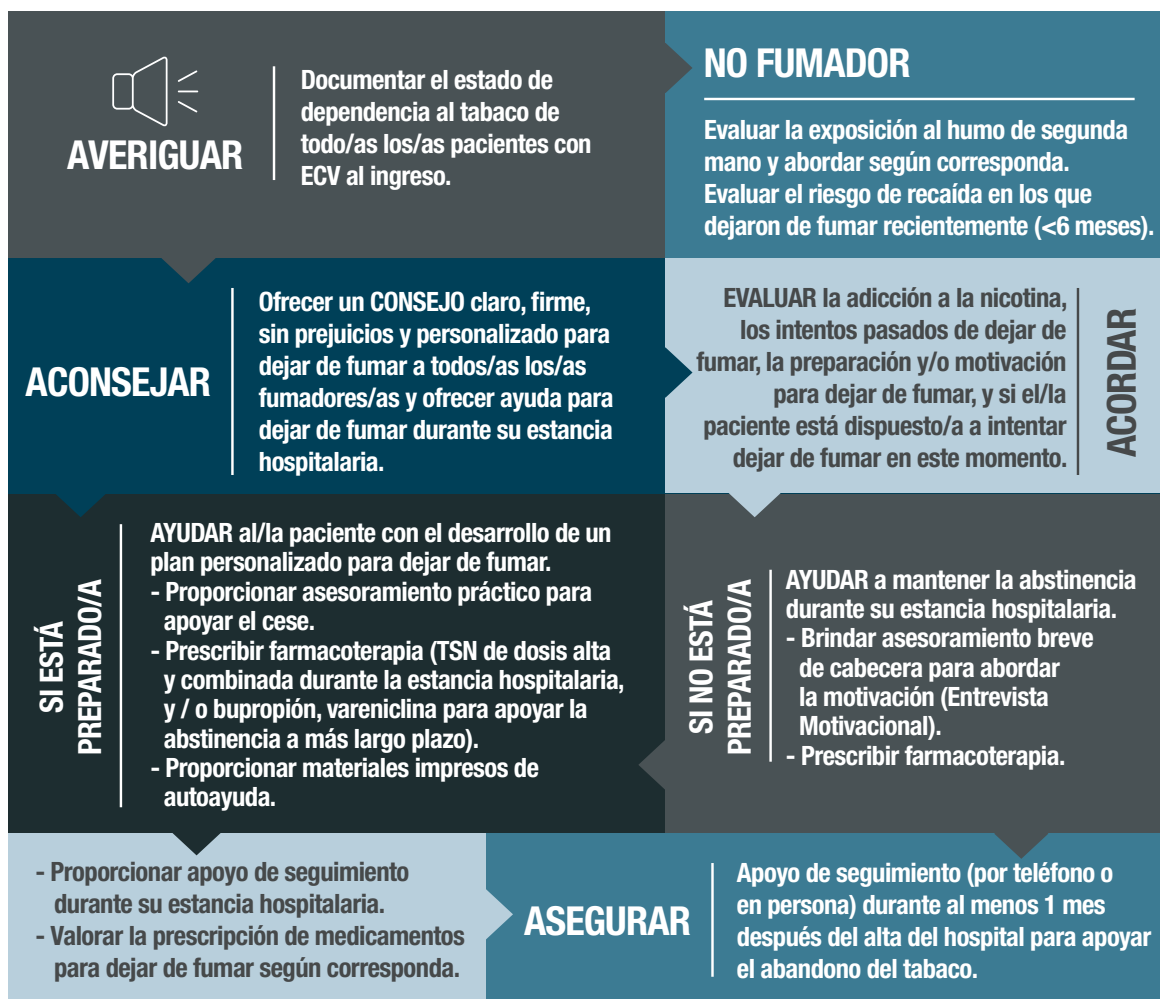 AVERIGUAR
Documentar el estado de
dependencia al tabaco de
todo/as los/as pacientes con
ECV al ingreso.
NO FUMADOR
Evaluar la exposición al humo de segunda
mano y abordar según corresponda.
Evaluar el riesgo de recaída en los que
dejaron de fumar recientemente (<6 meses).
ACONSEJAR
Ofrecer un CONSEJO claro, firme,
sin prejuicios y personalizado para
dejar de fumar a todos/as los/as
fumadores/as y ofrecer ayuda para
dejar de fumar durante su estancia
hospitalaria.
EVALUAR la adicción a la nicotina,
los intentos pasados de dejar de
fumar, la preparación y/o motivación
para dejar de fumar, y si el/la
paciente está dispuesto/a a intentar
dejar de fumar en este momento.
ACORDAR
SI ESTÁ
PREPARADO/A
AYUDAR al/la paciente con el desarrollo de un
plan personalizado para dejar de fumar.
- Proporcionar asesoramiento práctico para
apoyar el cese.
- Prescribir farmacoterapia (TSN de dosis alta
y combinada durante la estancia hospitalaria,
y / o bupropión, vareniclina para apoyar la
abstinencia a más largo plazo).
- Proporcionar materiales impresos de
autoayuda.
SI NO ESTÁ
PREPARADO/A
AYUDAR a mantener la abstinencia
durante su estancia hospitalaria.
- Brindar asesoramiento breve
de cabecera para abordar
la motivación (Entrevista
Motivacional).
- Prescribir farmacoterapia.
- Proporcionar apoyo de seguimiento
durante su estancia hospitalaria.
- Valorar la prescripción de medicamentos
para dejar de fumar según corresponda.
ASEGURAR
Apoyo de seguimiento (por teléfono o
en persona) durante al menos 1 mes
después del alta del hospital para apoyar
el abandono del tabaco.